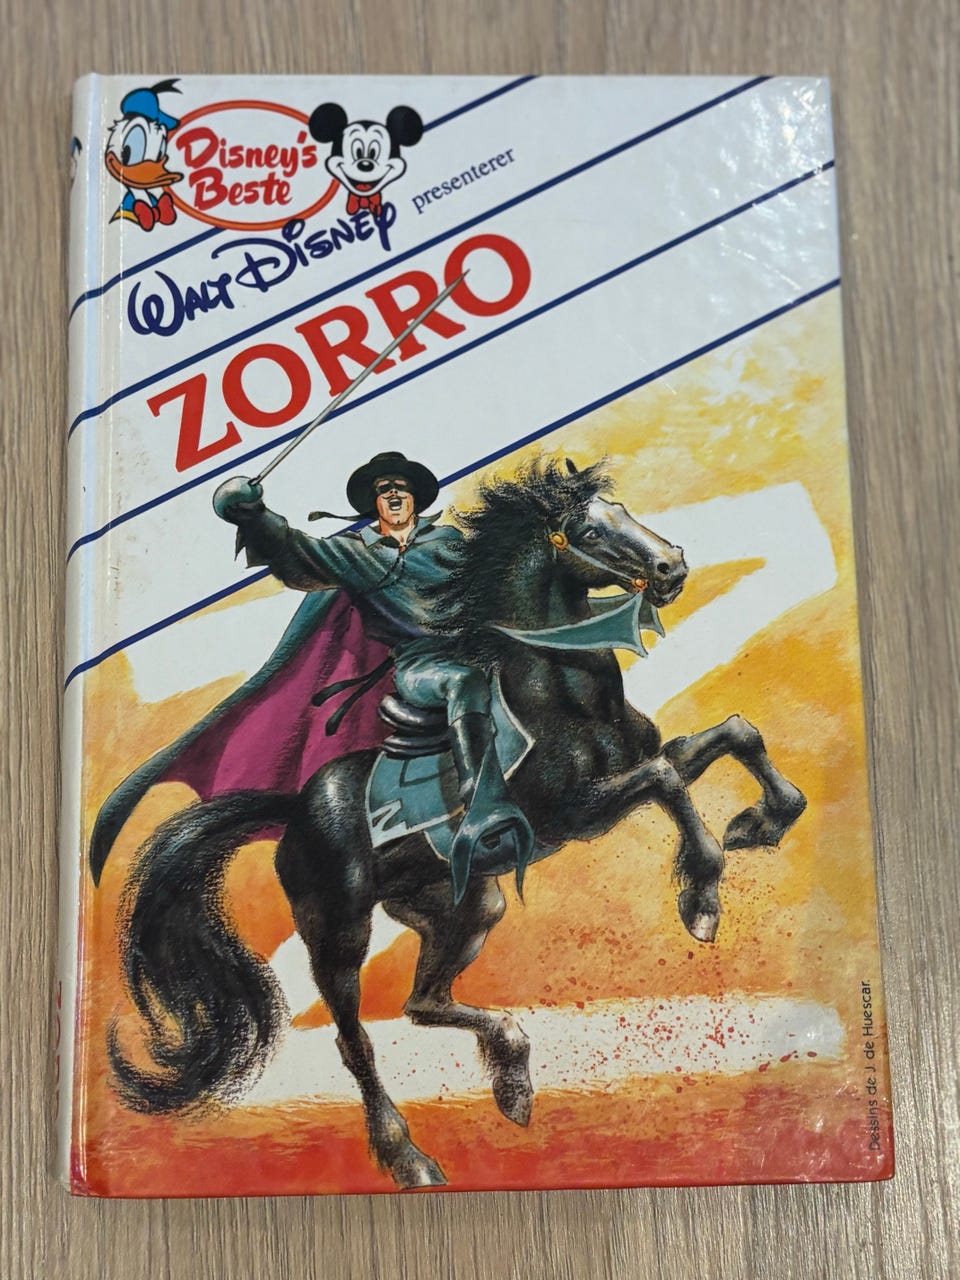 Disney's
Beste
WALT DISNEY presenterer
ZORRO
Dessins de J. de Huescar.